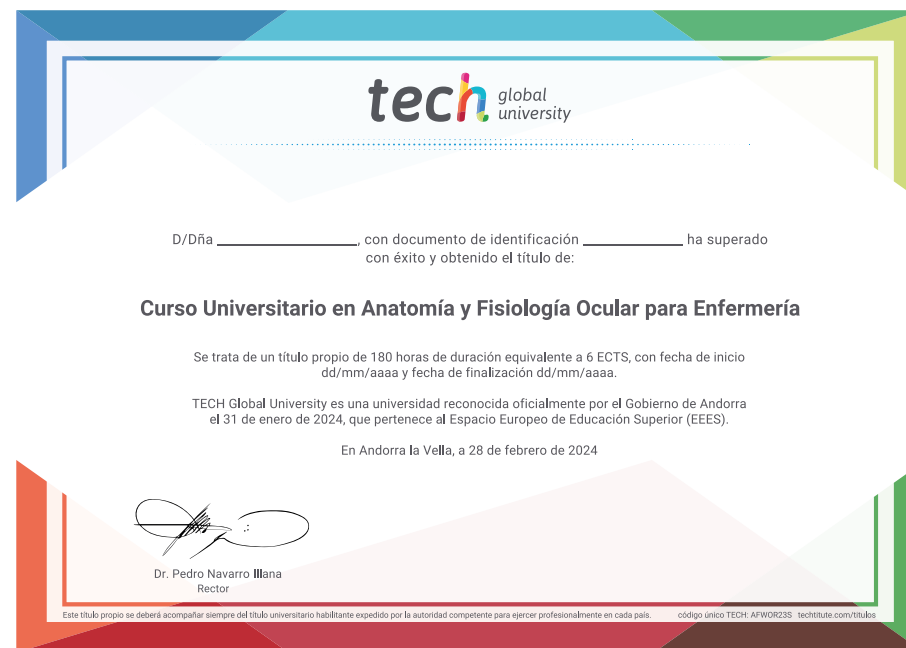 tech global university
D/Dña ____________, con documento de identificación ____________ ha superado
con éxito y obtenido el título de:
Curso Universitario en Anatomía y Fisiología Ocular para Enfermería
Se trata de un título propio de 180 horas de duración equivalente a 6 ECTS, con fecha de inicio
dd/mm/aaaa y fecha de finalización dd/mm/aaaa.
TECH Global University es una universidad reconocida oficialmente por el Gobierno de Andorra
el 31 de enero de 2024, que pertenece al Espacio Europeo de Educación Superior (EEES).
En Andorra la Vella, a 28 de febrero de 2024
Dr. Pedro Navarro Illana
Rector
Este título propio se deberá acompañar siempre del título universitario habilitante expedido por la autoridad competente para ejercer profesionalmente en cada país. código único TECH: AFWOR23S techtitute.com/titulos